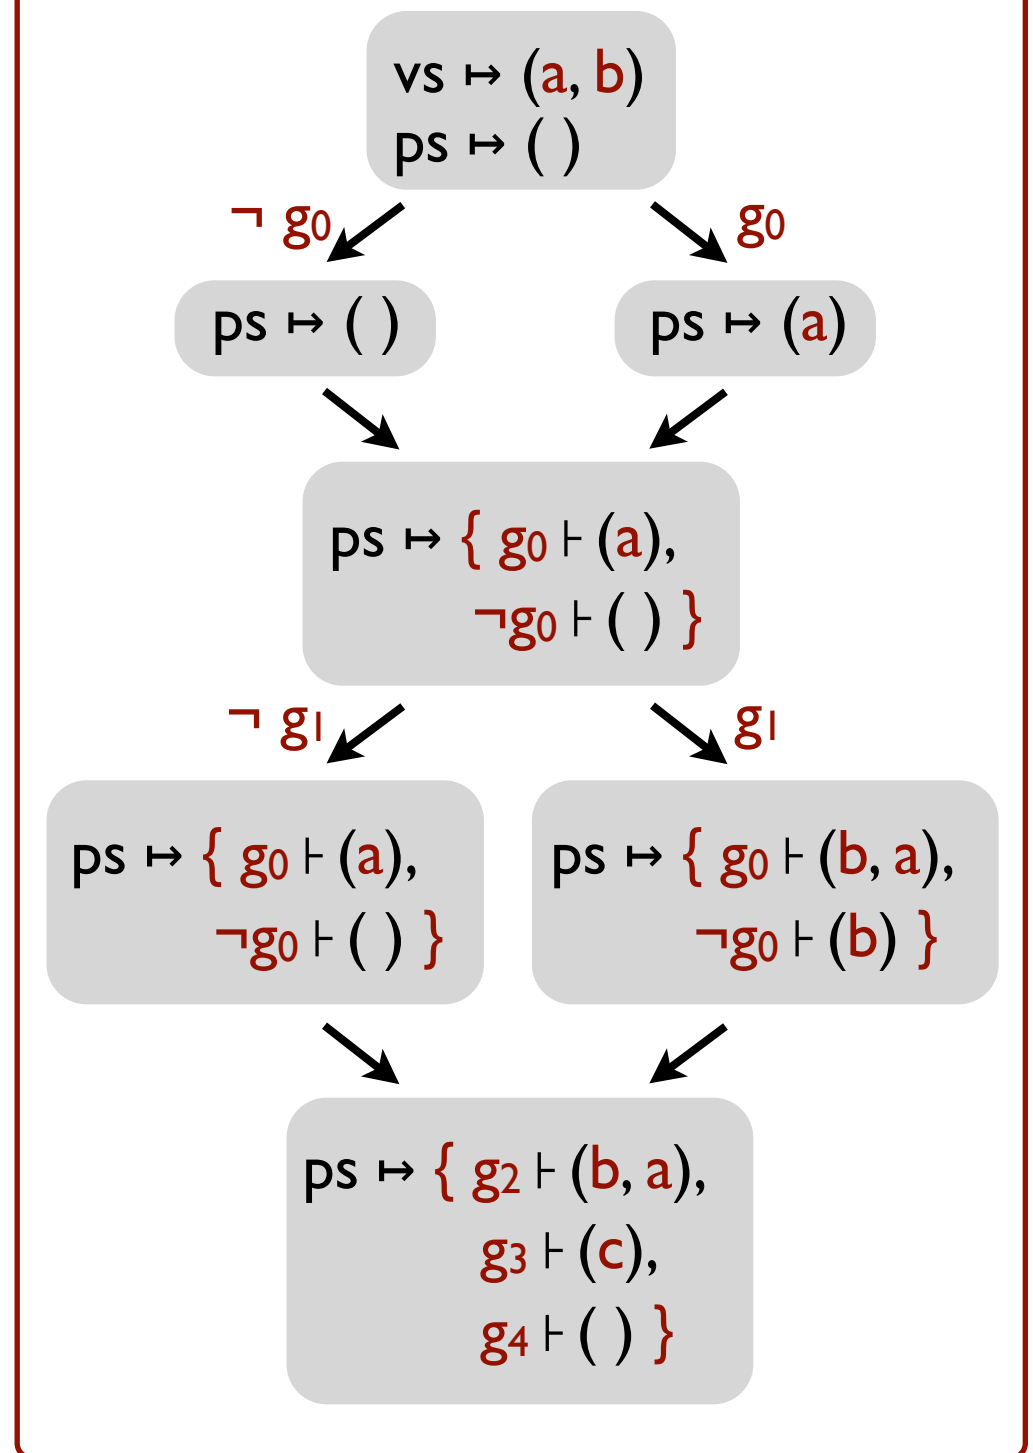 vs ↦ (a, b)
ps ↦ ( )
¬ g0
g0
ps ↦ ( )
ps ↦ (a)
ps ↦ { g0 ⊦ (a),
¬g0 ⊦ ( ) }
¬ g1
g1
ps ↦ { g0 ⊦ (a),
¬g0 ⊦ ( ) }
ps ↦ { g0 ⊦ (b, a),
¬g0 ⊦ (b) }
ps ↦ { g2 ⊦ (b, a),
g3 ⊦ (c),
g4 ⊦ ( ) }